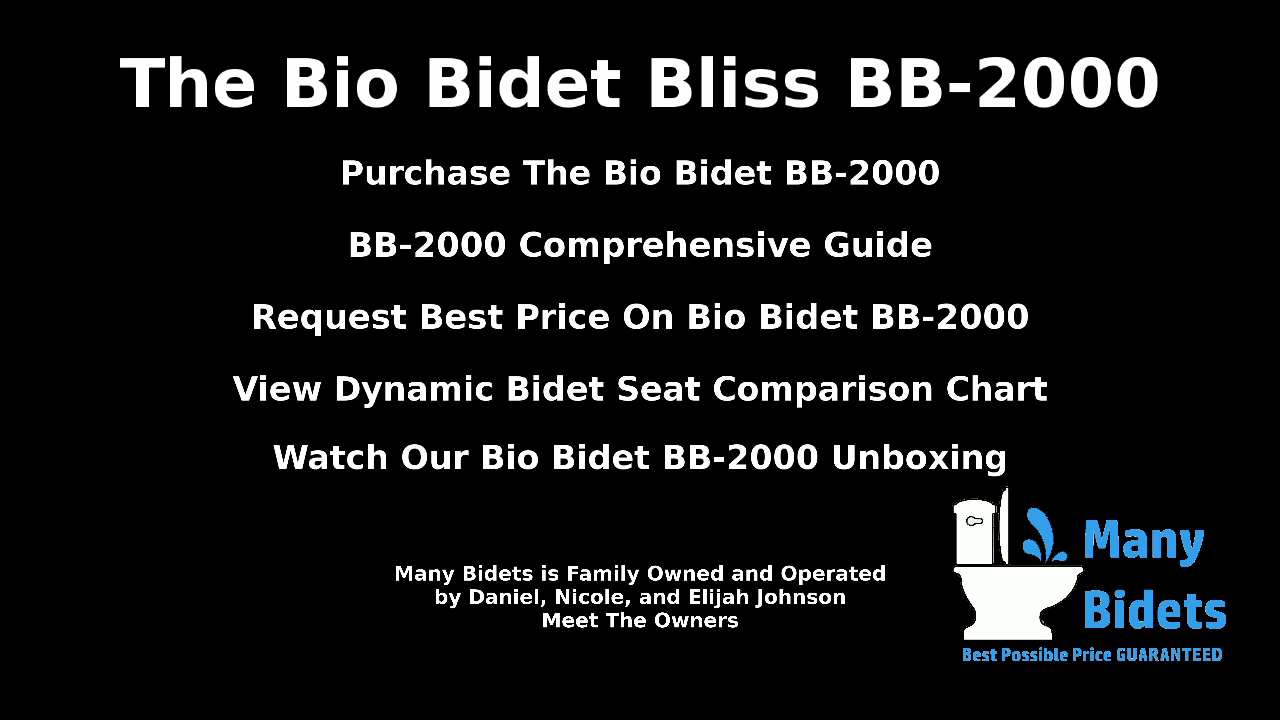 The Bio Bidet Bliss BB-2000
Purchase The Bio Bidet BB-2000
BB-2000 Comprehensive Guide
Request Best Price On Bio Bidet BB-2000
View Dynamic Bidet Seat Comparison Chart
Watch Our Bio Bidet BB-2000 Unboxing
Many Bidets is Family Owned and Operated
by Daniel, Nicole, and Elijah Johnson
Meet The Owners
Many
Bidets
Best Possible Price GUARANTEED